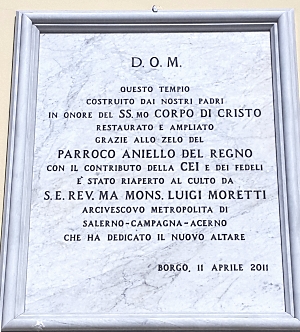 D. O. M.
QUESTO TEMPIO
COSTRUITO DAI NOSTRI PADRI
IN ONORE DEL SS. MO CORPO DI CRISTO
RESTAURATO E AMPLIATO
GRAZIE ALLO ZELO DEL
PARROCO ANIELLO DEL REGNO
CON IL CONTRIBUTO DELLA CEI E DEI FEDELI
E' STATO RIAPERTO AL CULTO DA
S. E. REV. MA MONS. LUIGI MORETTI
ARCIVESCOVO METROPOLITA DI
SALERNO-CAMPAGNA-ACERNO
CHE HA DEDICATO IL NUOVO ALTARE
BORGO, 11 APRILE 2011